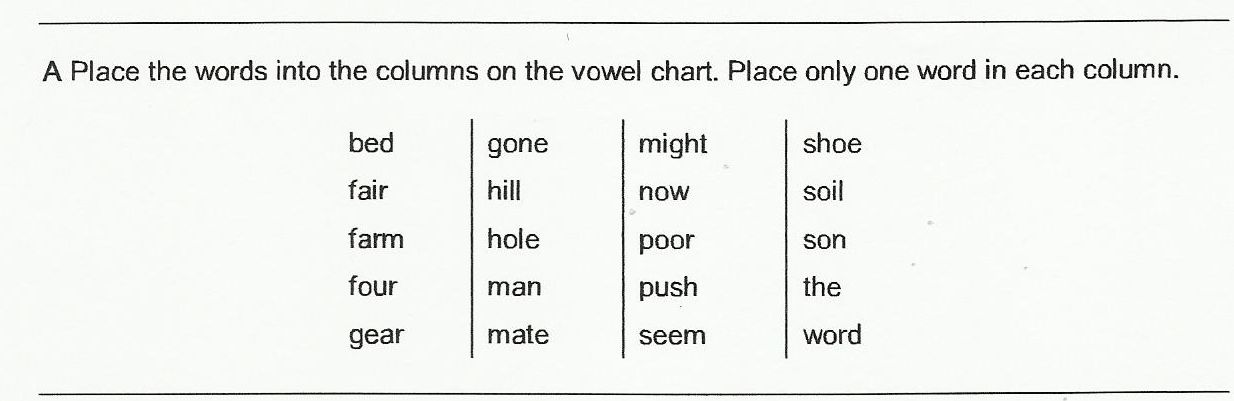 A Place the words into the columns on the vowel chart. Place only one word in each column.
bed gone might shoe
fair hill now soil
farm hole poor son
four man push the
gear mate seem word